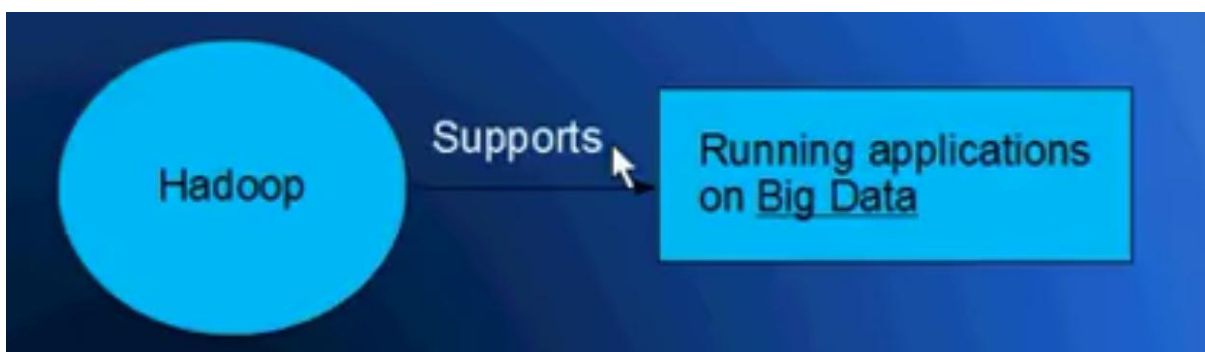 Hadoop
Supports
Running applications
on Big Data